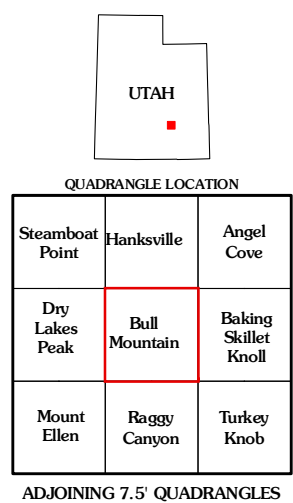 UTAH
QUADRANGLE LOCATION
Steamboat
Point
Hanksville
Angel
Cove
Dry
Lakes
Peak
Bull
Mountain
Baking
Skillet
Knoll
Mount
Ellen
Raggy
Canyon
Turkey
Knob
ADJOINING 7.5' QUADRANGLES